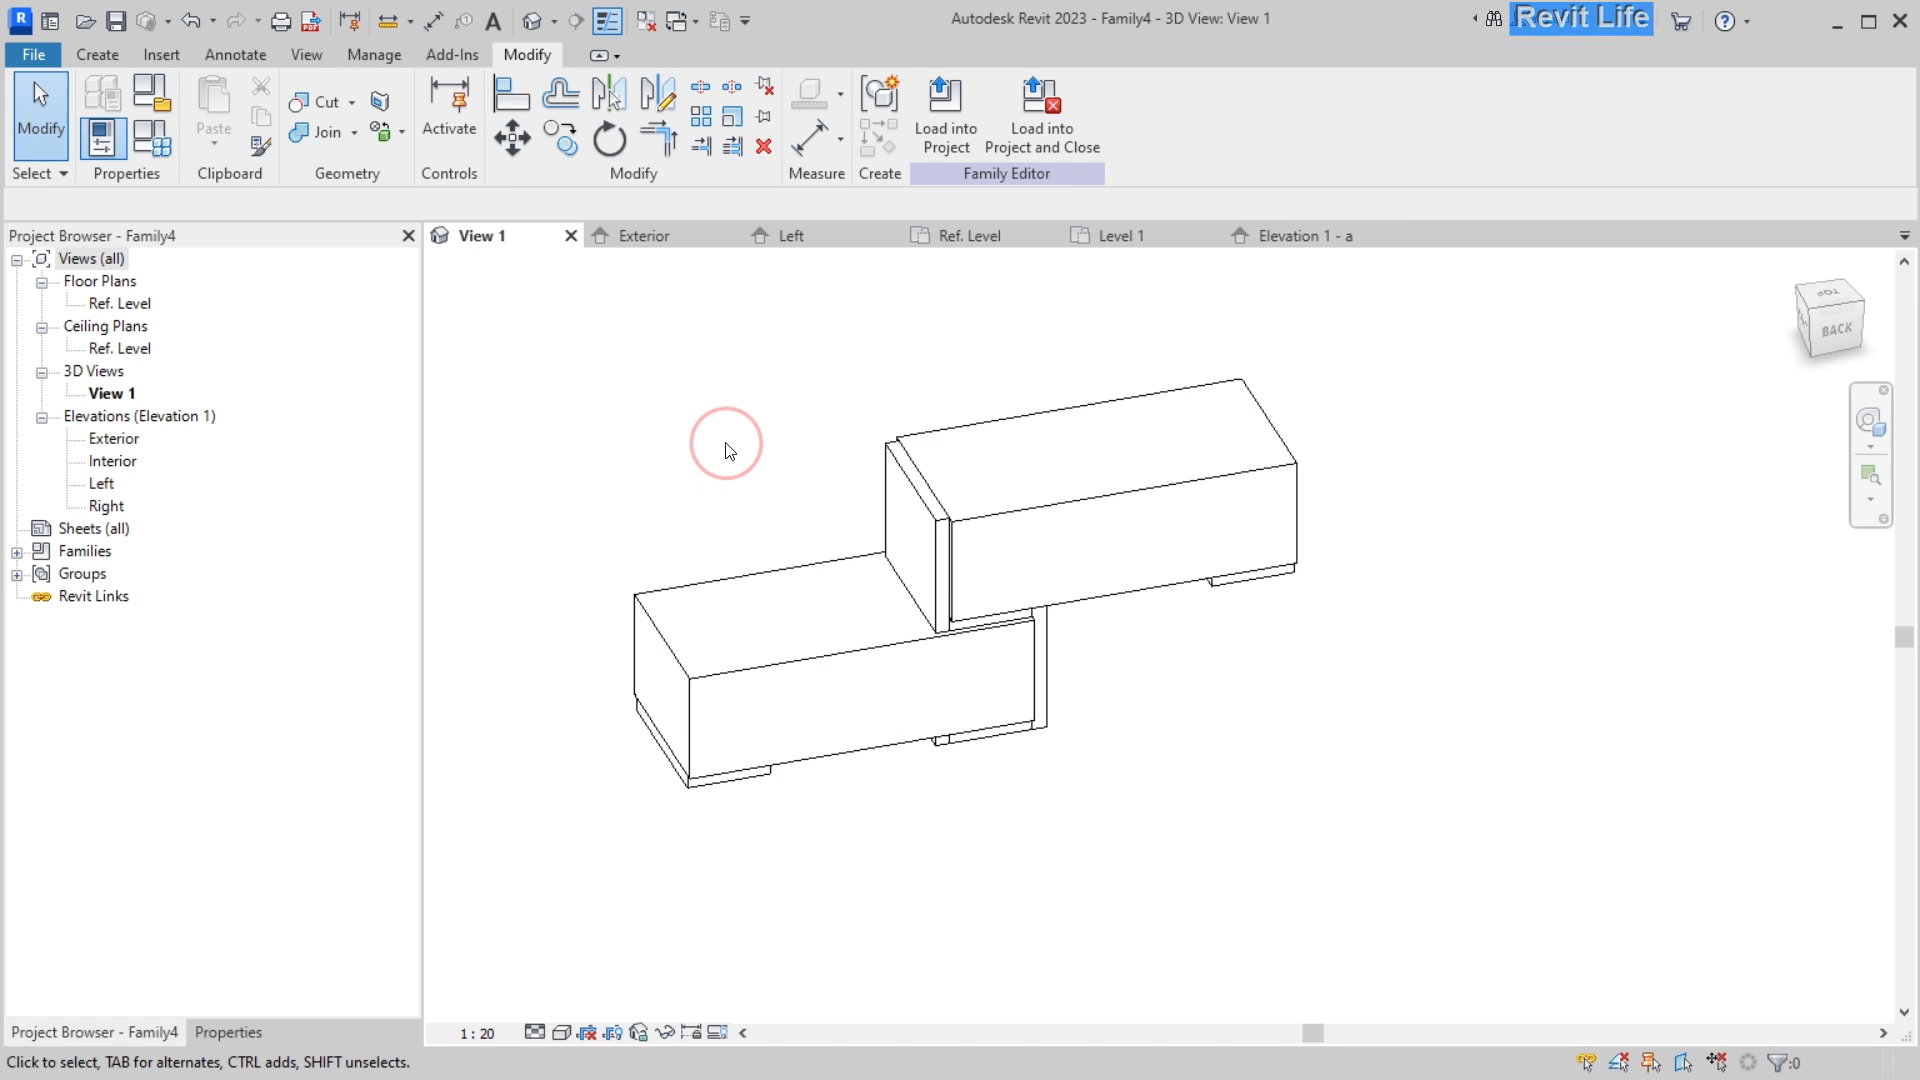 Autodesk Revit 2023 - Family4 - 3D View: View 1
Revit Life
File Create Insert Annotate View Manage Add-Ins Modify
Modify
Paste
Cut
Join
Activate
Load into Project
Load into Project and Close
Select Properties Clipboard Geometry Controls Modify Measure Create Family Editor
Project Browser - Family4
View 1 Exterior Left Ref. Level Level 1 Elevation 1 - a
Views (all)
Floor Plans
Ref. Level
Ceiling Plans
Ref. Level
3D Views
View 1
Elevations (Elevation 1)
Exterior
Interior
Left
Right
Sheets (all)
Families
Groups
Revit Links
TOP
BACK
Project Browser - Family4 Properties
1 : 20
Click to select, TAB for alternates, CTRL adds, SHIFT unselects.
:0